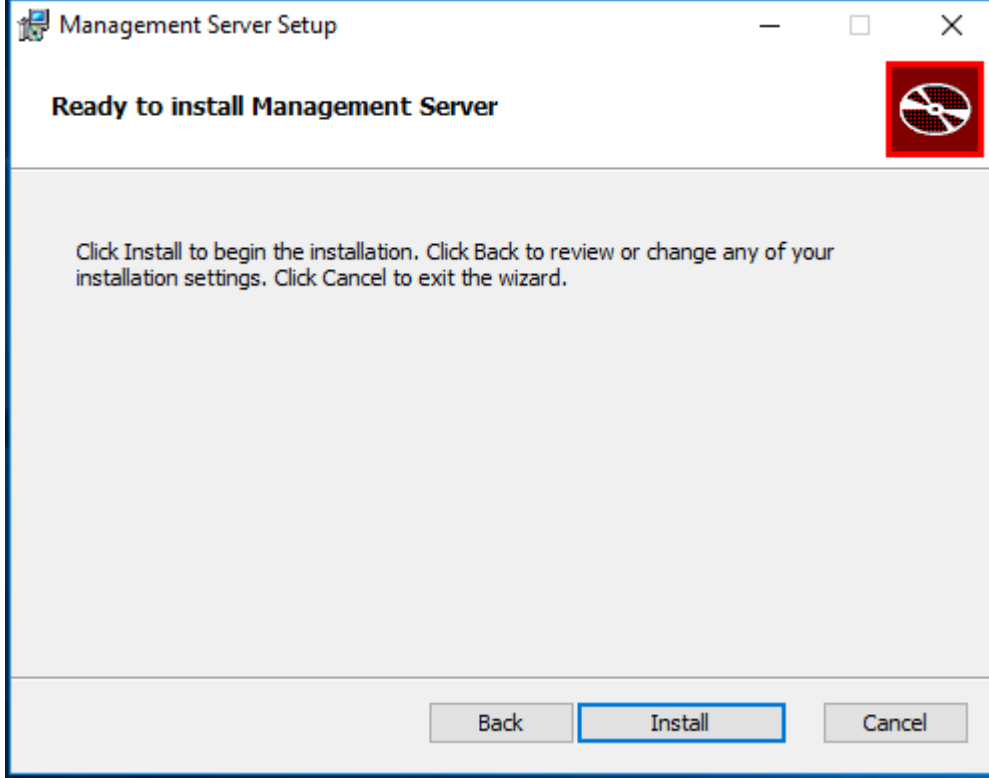 Management Server Setup
Ready to install Management Server
Click Install to begin the installation. Click Back to review or change any of your
installation settings. Click Cancel to exit the wizard.
Back Install Cancel